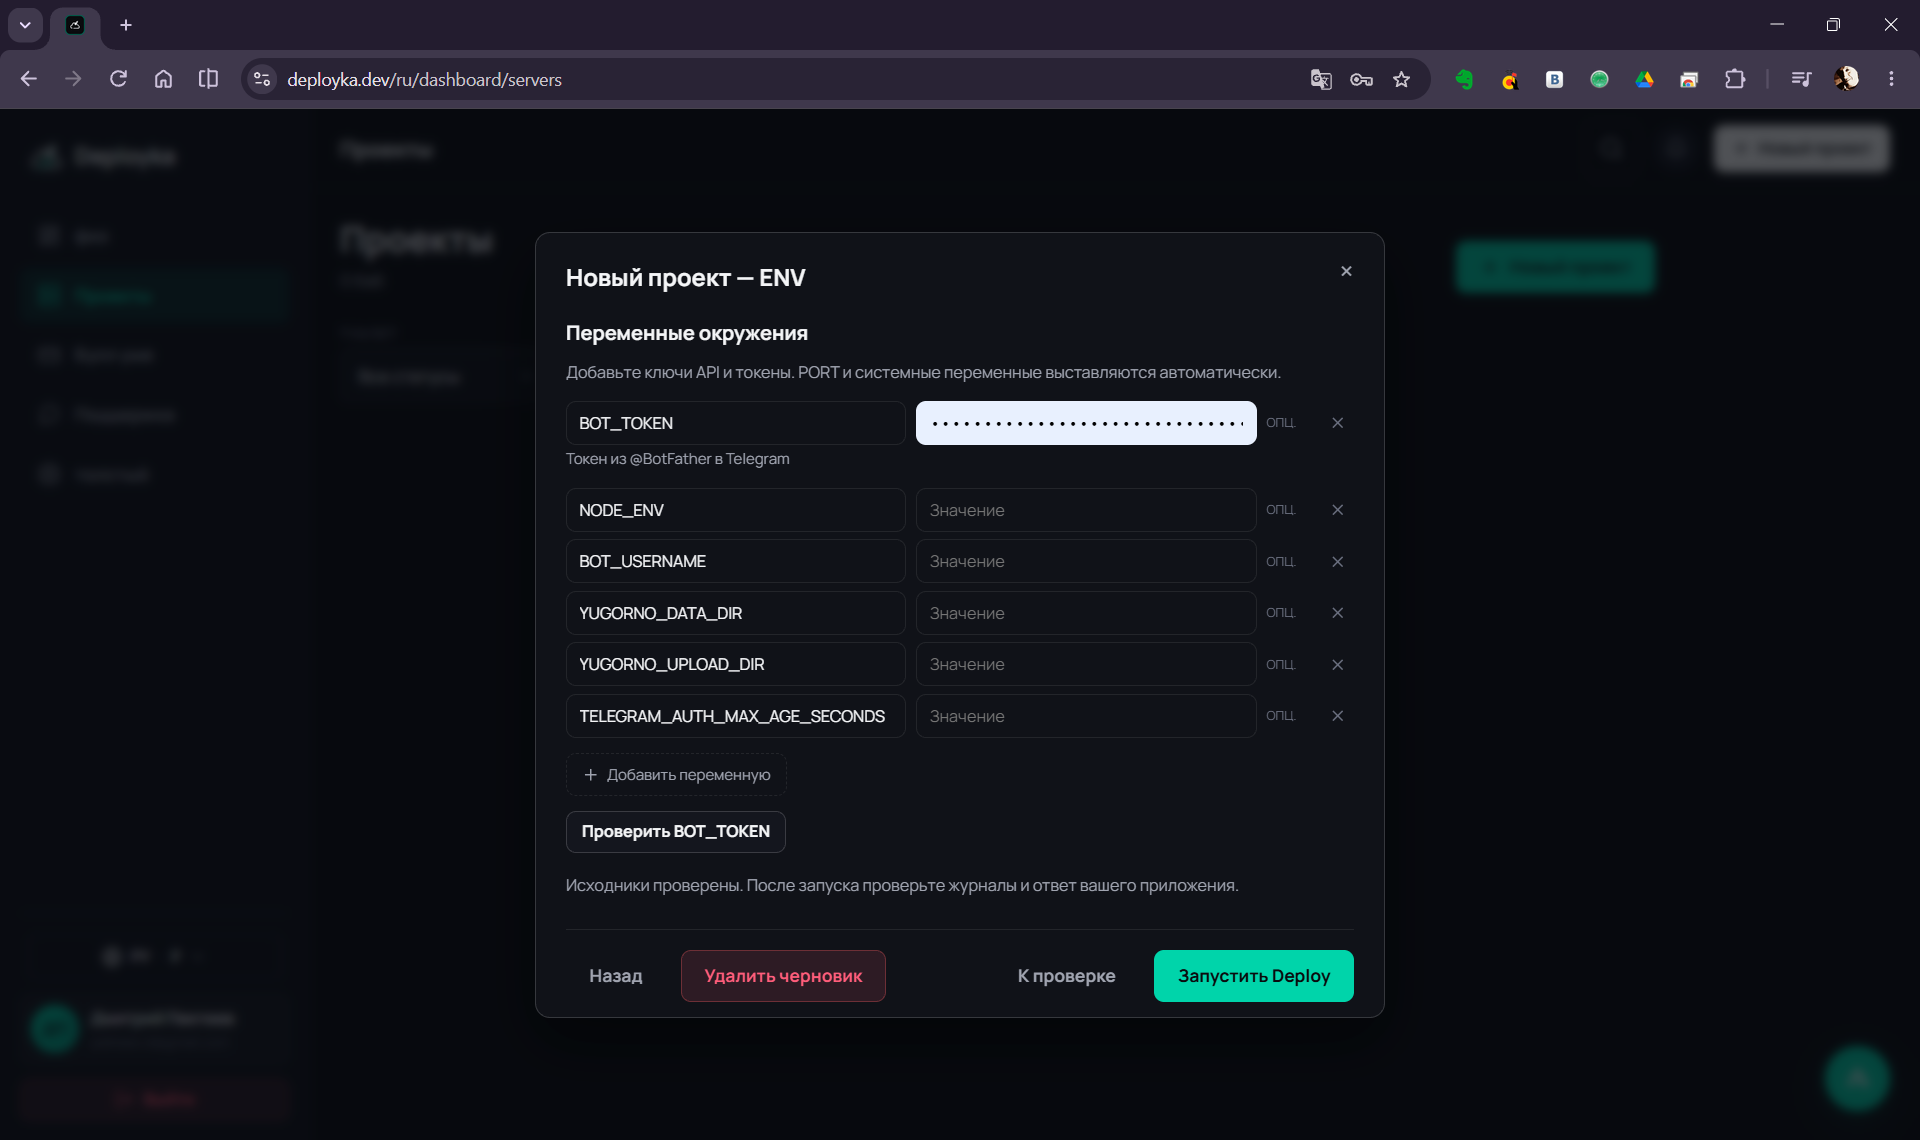 deployka.dev/ru/dashboard/servers
Deployka
Проекты
Проекты
Новый проект — ENV
Переменные окружения
Добавьте ключи API и токены. PORT и системные переменные выставляются автоматически.
BOT_TOKEN
ОПЦ.
Токен из @BotFather в Telegram
NODE_ENV
Значение
ОПЦ.
BOT_USERNAME
Значение
ОПЦ.
YUGORNO_DATA_DIR
Значение
ОПЦ.
YUGORNO_UPLOAD_DIR
Значение
ОПЦ.
TELEGRAM_AUTH_MAX_AGE_SECONDS
Значение
ОПЦ.
Добавить переменную
Проверить BOT_TOKEN
Исходники проверены. После запуска проверьте журналы и ответ вашего приложения.
Назад
Удалить черновик
К проверке
Запустить Deploy